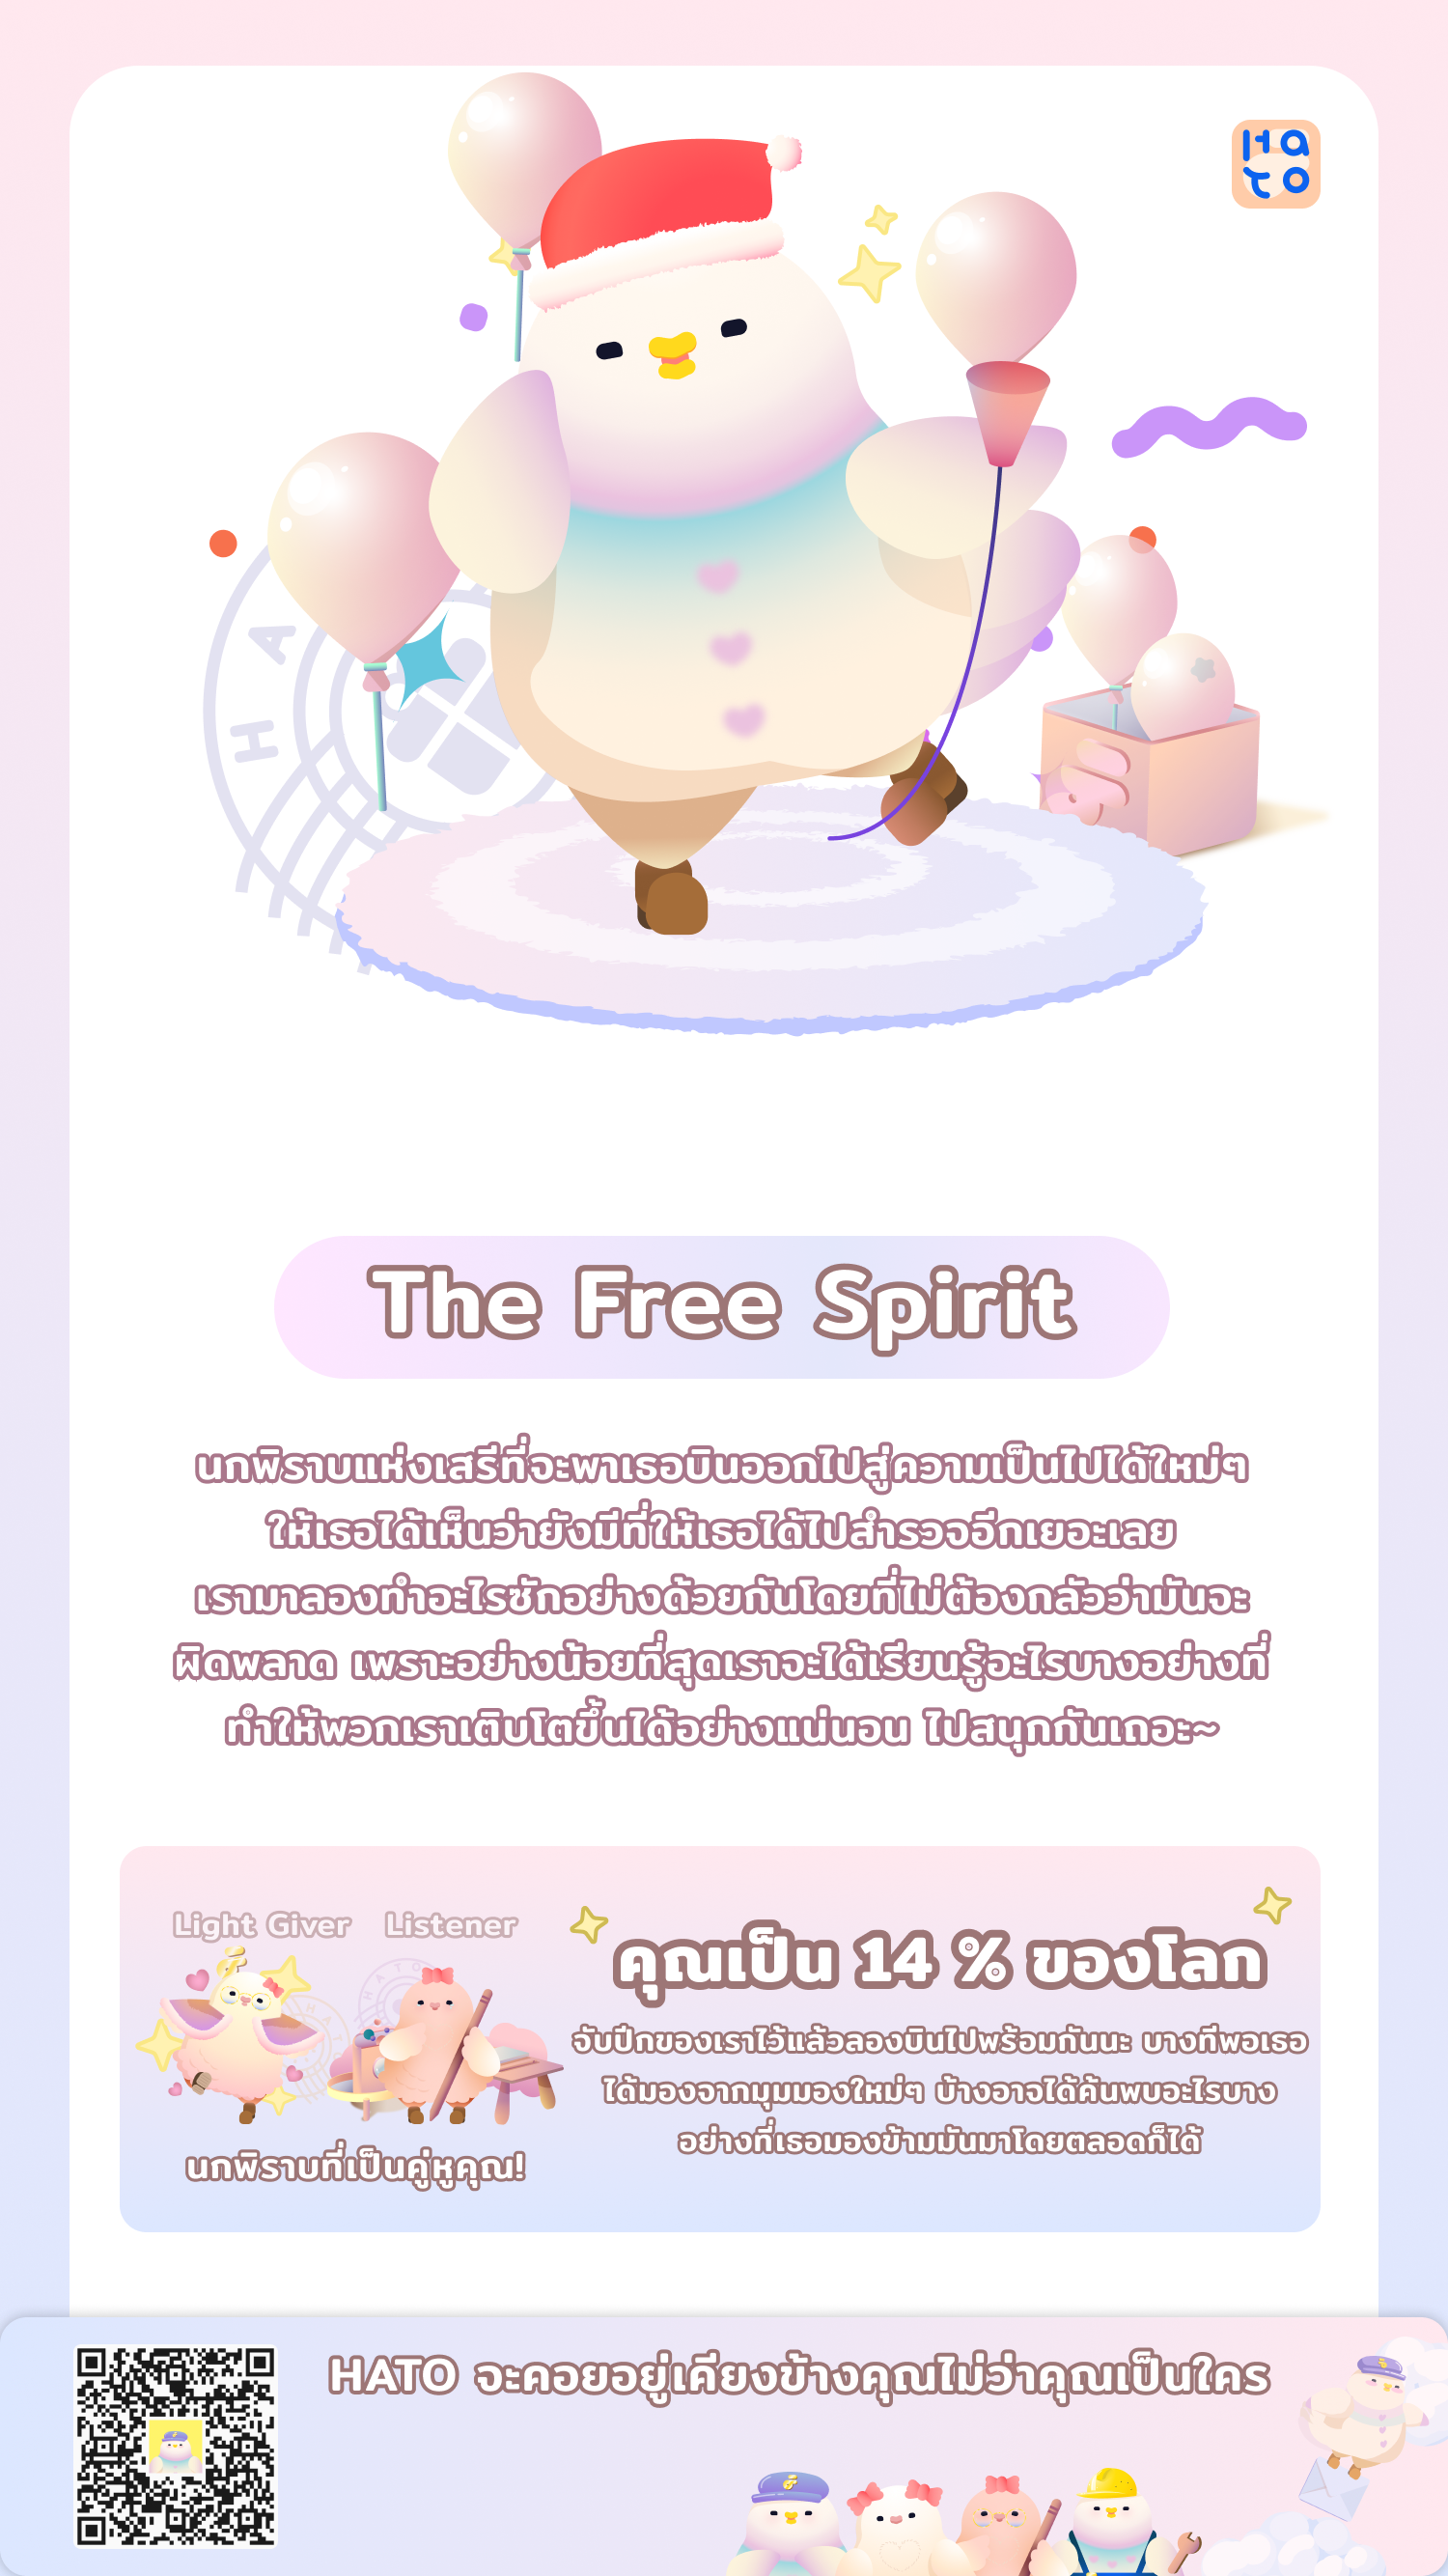 Hato
HATO
The Free Spirit
นกพิราบแห่งเสรีที่จะพาเธอบินออกไปสู่ความเป็นไปได้ใหม่ๆ
ให้เธอได้เห็นว่ายังมีที่ให้เธอได้ไปสำรวจอีกเยอะเลย
เรามาลองทำอะไรซักอย่างด้วยกันโดยที่ไม่ต้องกลัวว่ามันจะ
ผิดพลาด เพราะอย่างน้อยที่สุดเราจะได้เรียนรู้อะไรบางอย่างที่
ทำให้พวกเราเติบโตขึ้นได้อย่างแน่นอน ไปสนุกกันเถอะ~
Light Giver Listener
นกพิราบที่เป็นคู่หูคุณ!
คุณเป็น 14 % ของโลก
จับปีกของเราไว้แล้วลองบินไปพร้อมกันนะ บางทีพอเธอ
ได้มองจากมุมมองใหม่ๆ บ้างอาจได้ค้นพบอะไรบาง
อย่างที่เธอมองข้ามมันมาโดยตลอดก็ได้
HATO จะคอยอยู่เคียงข้างคุณไม่ว่าคุณเป็นใคร